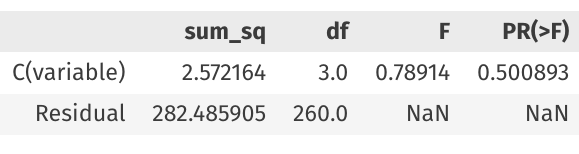 sum_sq df F PR(>F)
C(variable) 2.572164 3.0 0.78914 0.500893
Residual 282.485905 260.0 NaN NaN